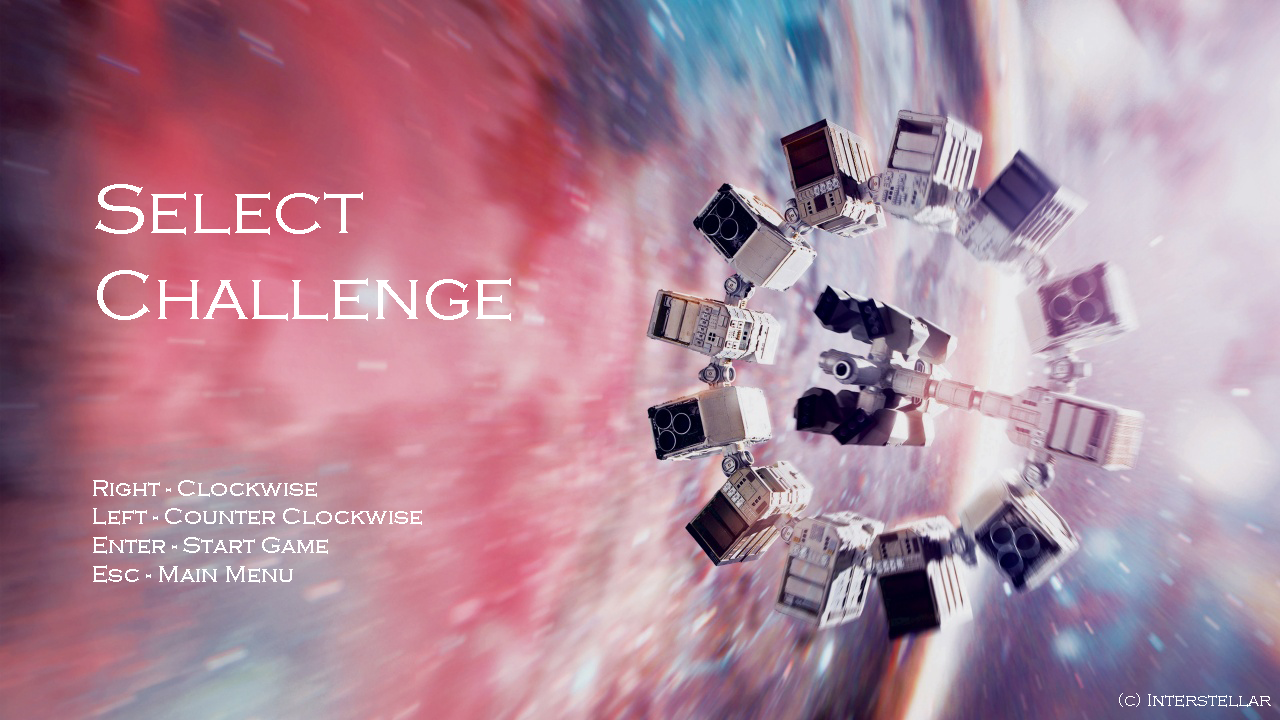 Select
Challenge
Right - Clockwise
Left - Counter Clockwise
Enter - Start Game
Esc - Main Menu
(c) Interstellar